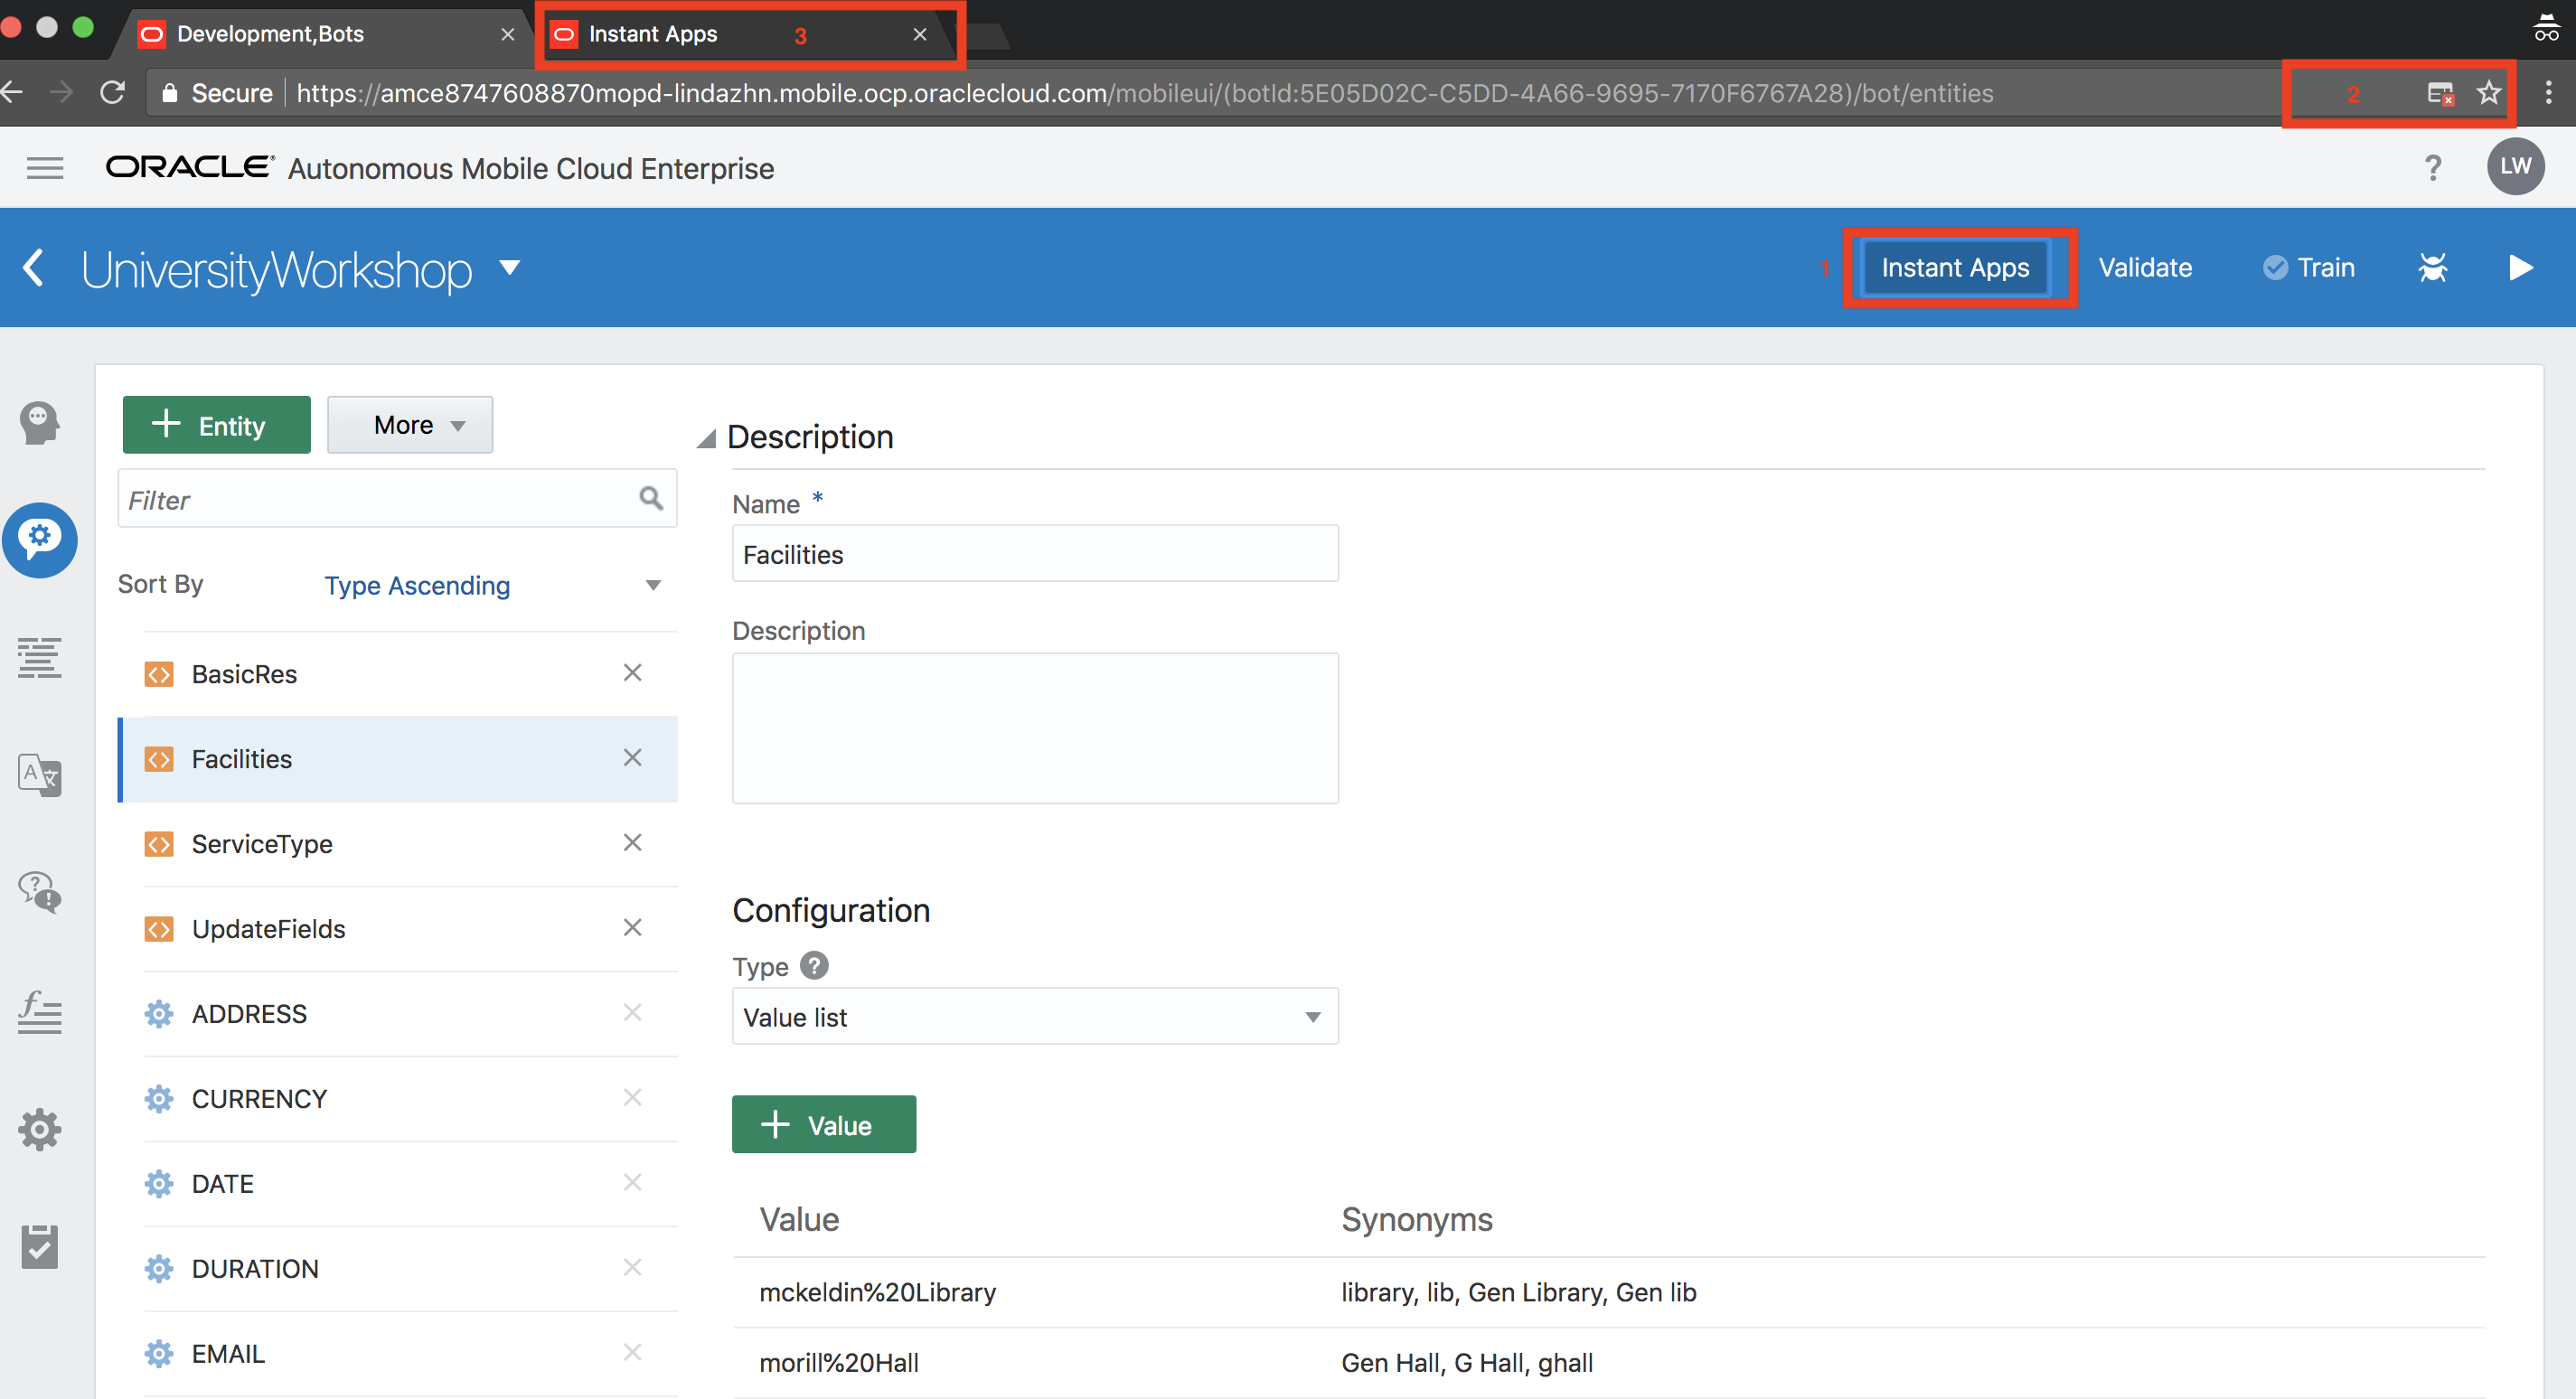 Development,Bots
Instant Apps 3
Secure https://amce8747608870mopd-lindazhn.mobile.ocp.oraclecloud.com/mobileui/(botId:5E05D02C-C5DD-4A66-9695-7170F6767A28)/bot/entities 2
ORACLE® Autonomous Mobile Cloud Enterprise ? LW
UniversityWorkshop 1 Instant Apps Validate Train
+ Entity More
Filter
Sort By Type Ascending
BasicRes
Facilities
ServiceType
UpdateFields
ADDRESS
CURRENCY
DATE
DURATION
EMAIL
Description
Name *
Facilities
Description
Configuration
Type ?
Value list
+ Value
Value Synonyms
mckeldin%20Library library, lib, Gen Library, Gen lib
morill%20Hall Gen Hall, G Hall, ghall